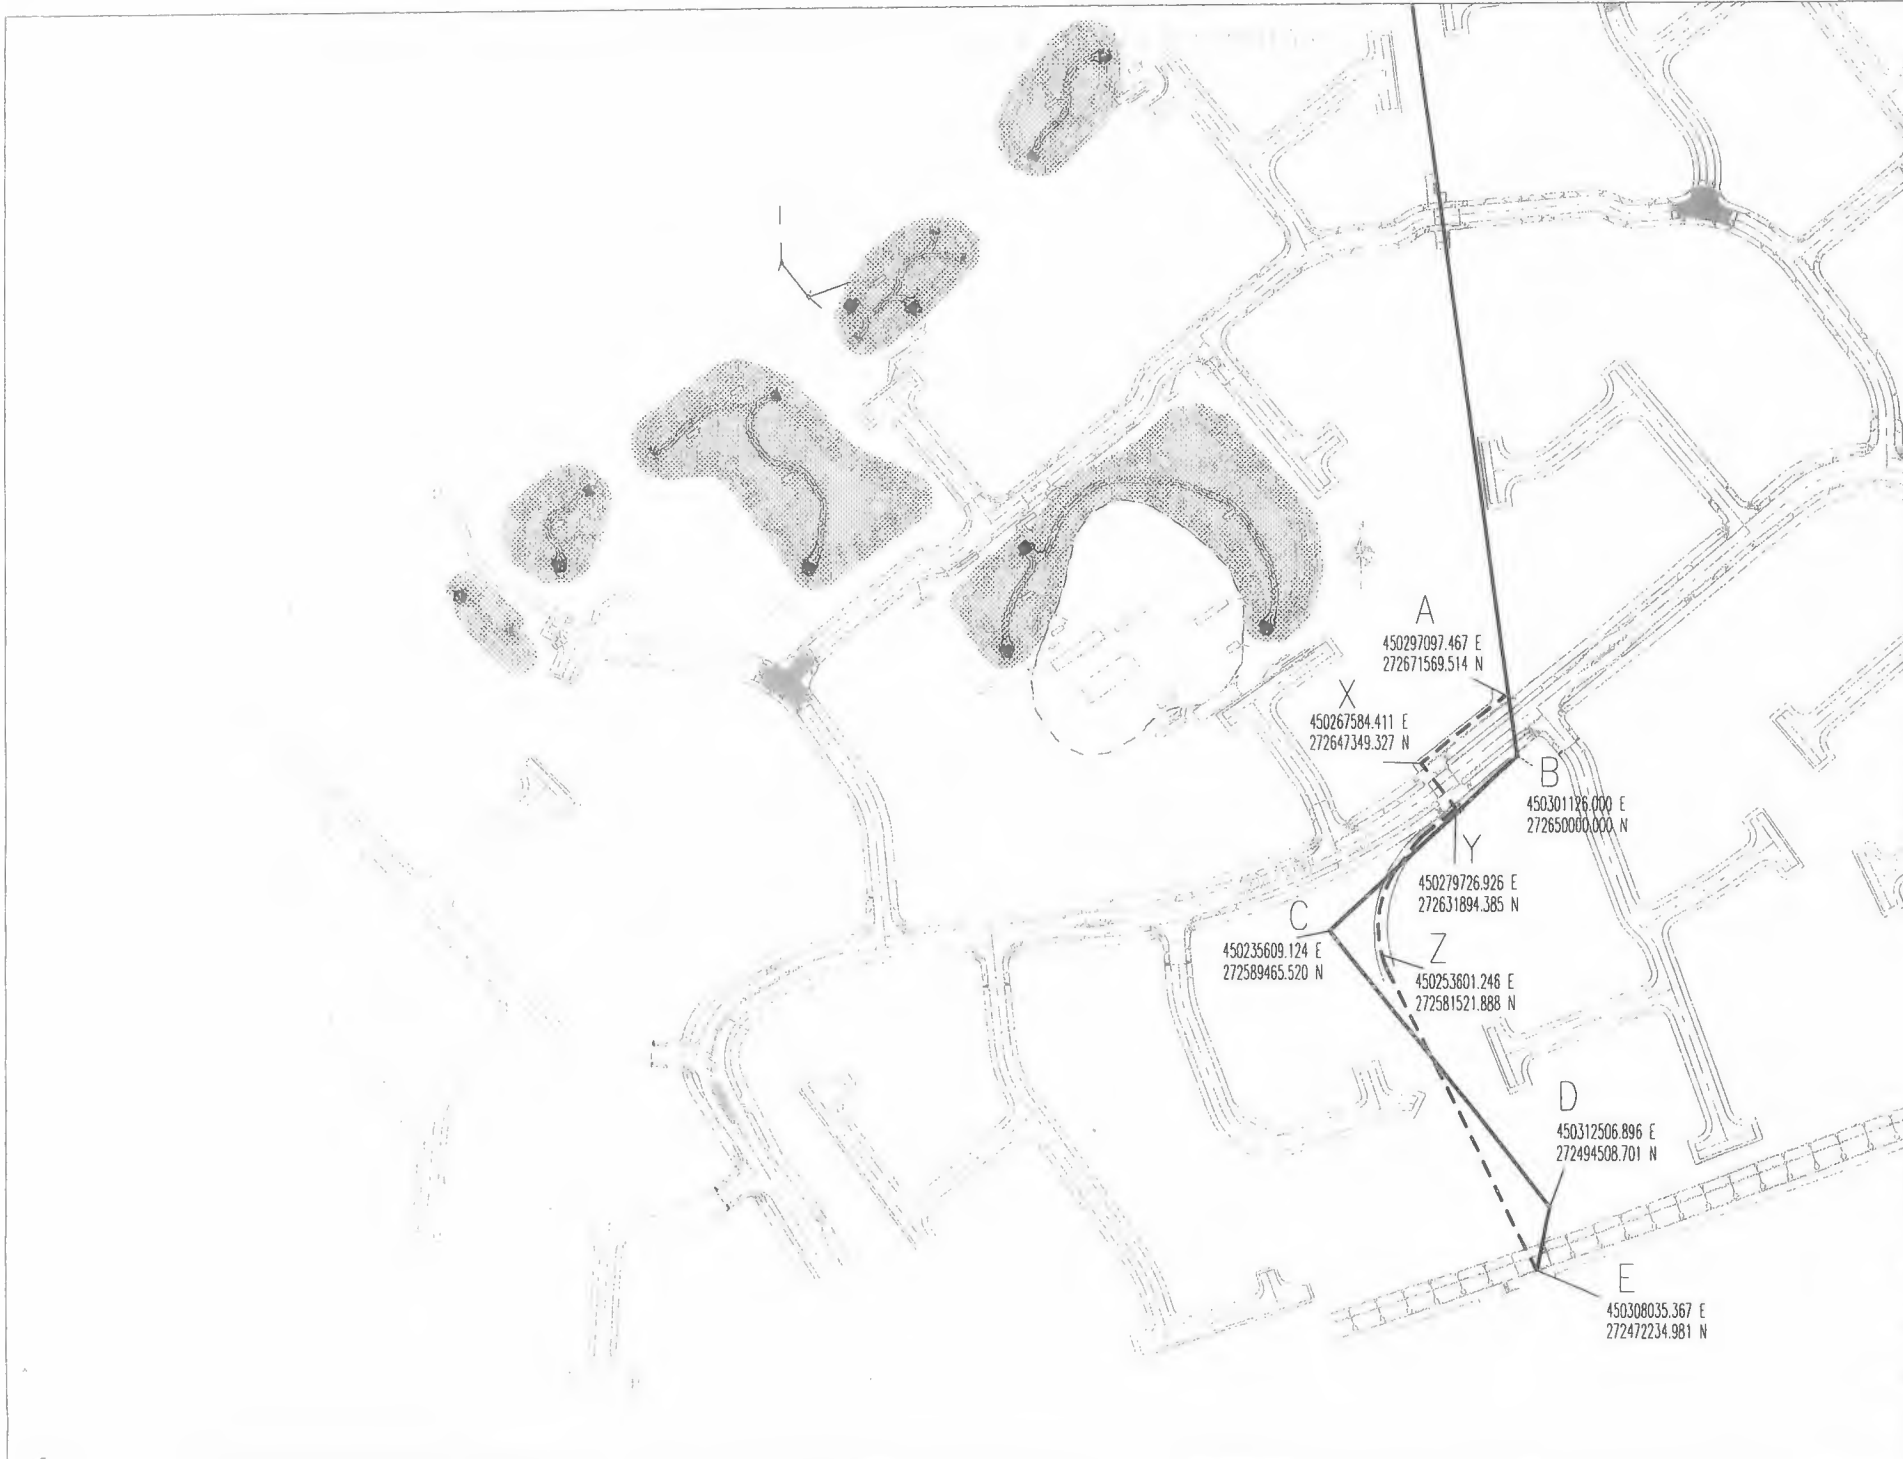 A
450297097.467 E
272671569.514 N
X
450267584.411 E
272647349.327 N
B
450301126.000 E
272650000.000 N
Y
450279726.926 E
272631894.385 N
C
450235609.124 E
272589465.520 N
Z
450253601.246 E
272581521.888 N
D
450312506.896 E
272494508.701 N
E
450308035.367 E
272472234.981 N